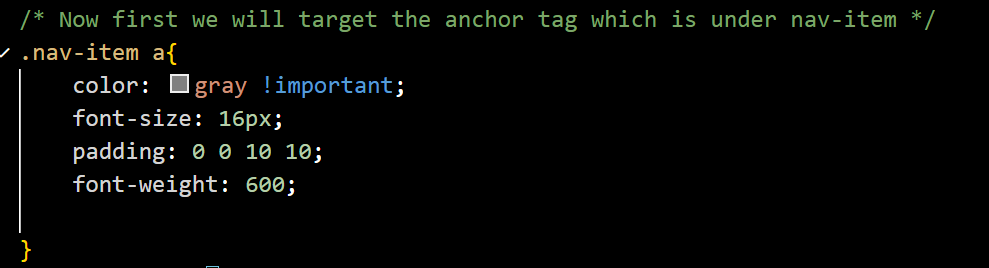 /* Now first we will target the anchor tag which is under nav-item */
.nav-item a{
color: gray !important;
font-size: 16px;
padding: 0 0 10 10;
font-weight: 600;
}